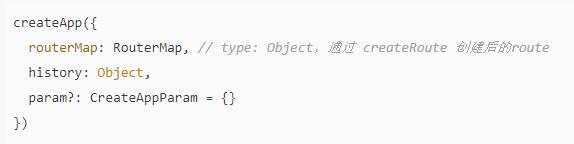 createApp({
routerMap: RouterMap, // type: Object，通过 createRoute 创建后的route
history: Object,
param?: CreateAppParam = {}
})